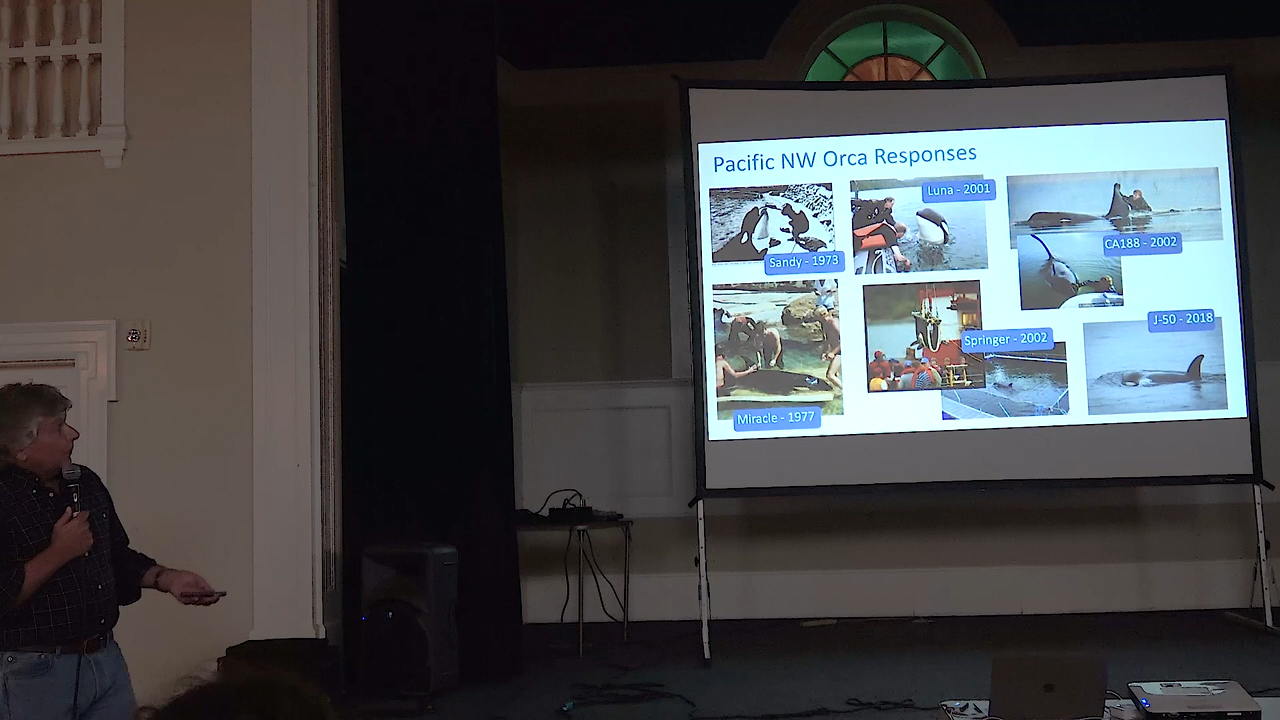 Pacific NW Orca Responses
Luna - 2001
Sandy - 1973
CA188 - 2002
Springer - 2002
J-50 - 2018
Miracle - 1977